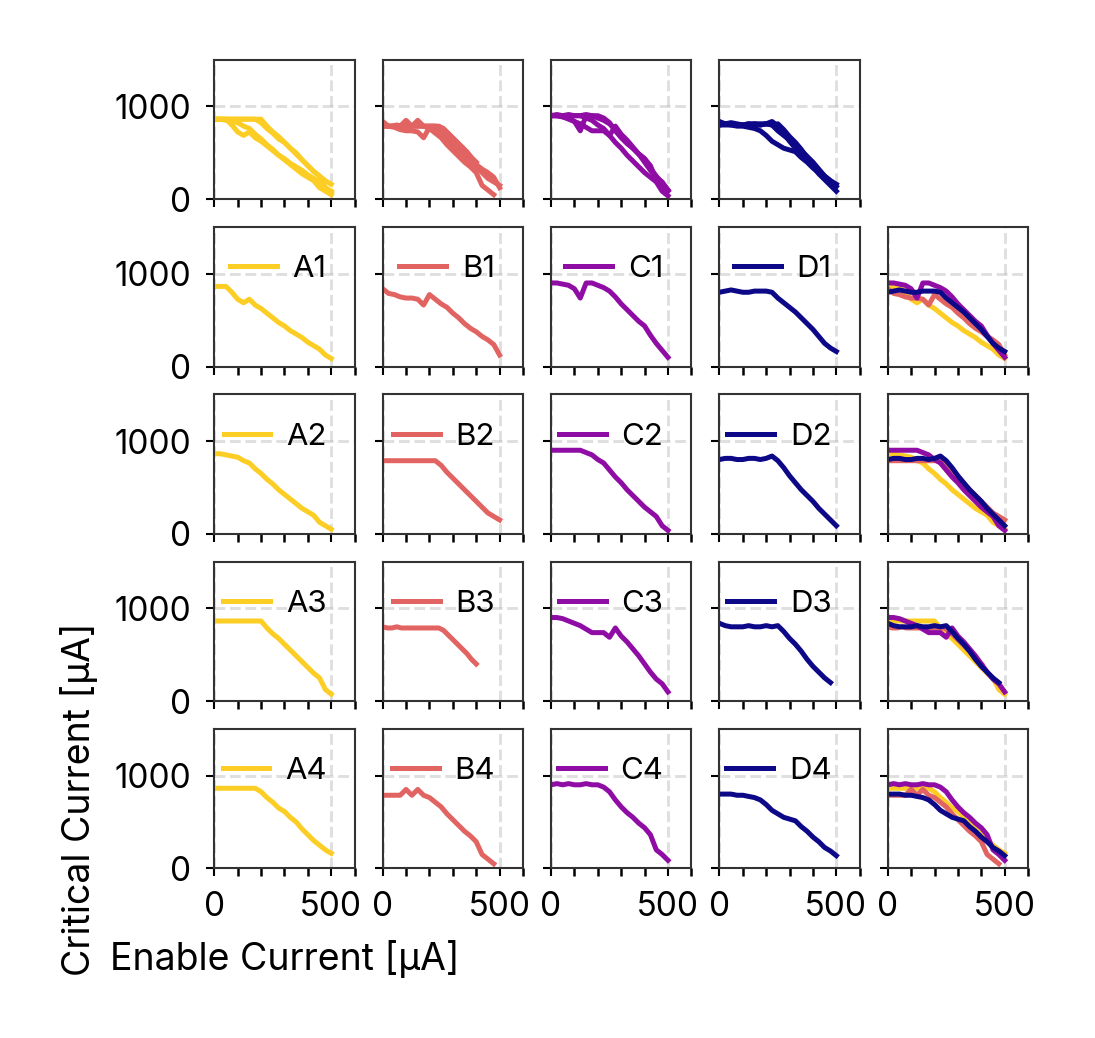 1000
0
1000
A1
B1
C1
D1
0
1000
A2
B2
C2
D2
0
1000
A3
B3
C3
D3
0
1000
A4
B4
C4
D4
0
0 500 0 500 0 500 0 500 0 500
Critical Current [µA]
Enable Current [µA]